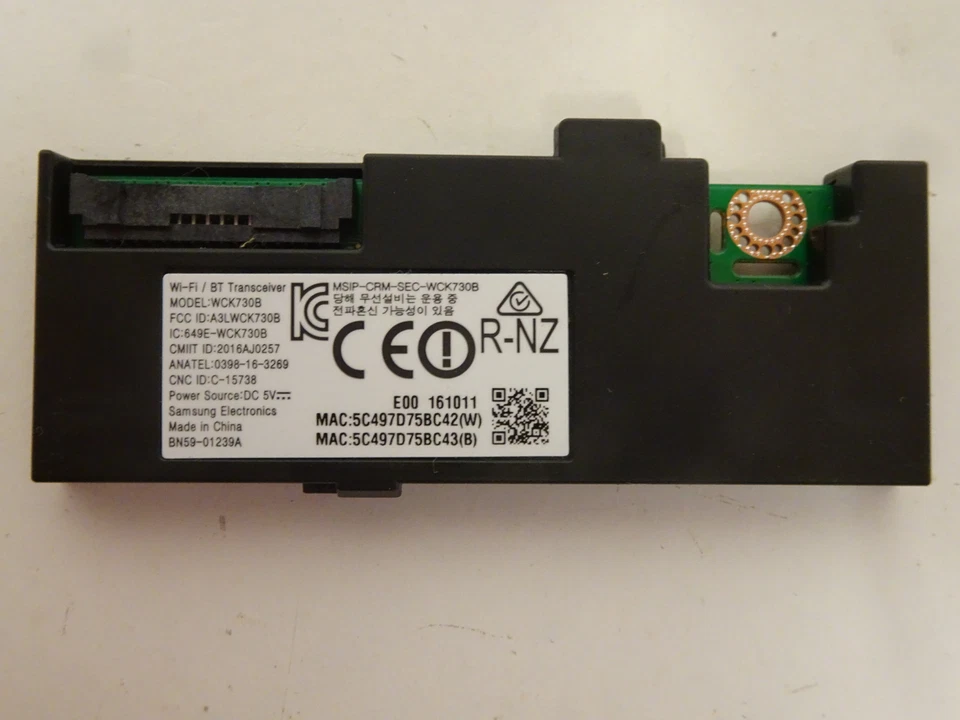 Wi-Fi / BT Transceiver
MODEL:WCK730B
FCC ID:A3LWCK730B
IC:649E-WCK730B
CMIIT ID:2016AJ0257
ANATEL:0398-16-3269
CNC ID:C-15738
Power Source:DC 5V⎓
Samsung Electronics
Made in China
BN59-01239A
MSIP-CRM-SEC-WCK730B
당해 무선설비는 운용 중
전파혼신 가능성이 있음
CE
R-NZ
E00 161011
MAC:5C497D75BC42(W)
MAC:5C497D75BC43(B)